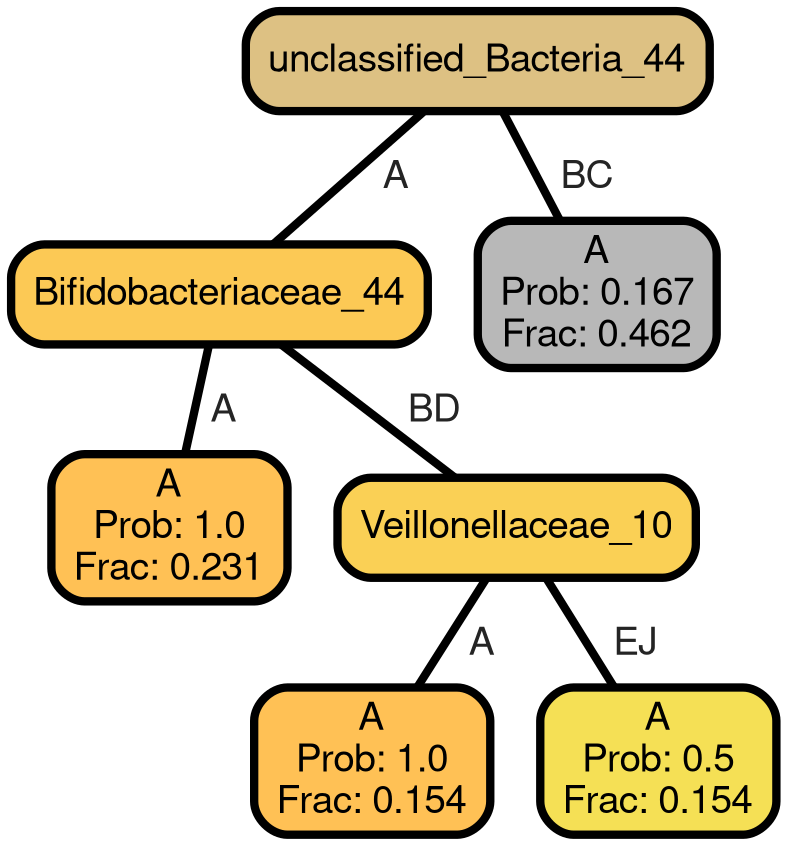 unclassified_Bacteria_44
A
BC
A
Prob: 0.167
Frac: 0.462
Bifidobacteriaceae_44
A
BD
A
Prob: 1.0
Frac: 0.231
Veillonellaceae_10
A
EJ
A
Prob: 1.0
Frac: 0.154
A
Prob: 0.5
Frac: 0.154